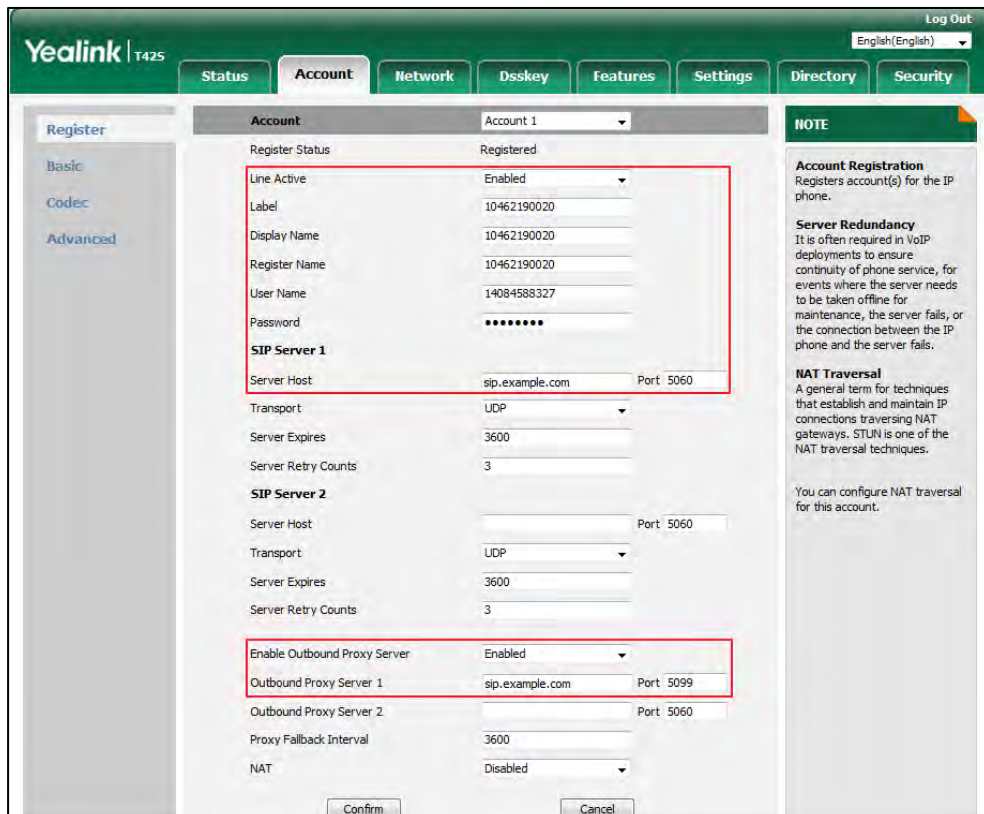 Log Out
Yealink T42S
English(English)
Status Account Network Dsskey Features Settings Directory Security
Register
Basic
Codec
Advanced
Account Account 1
Register Status Registered
Line Active Enabled
Label 10462190020
Display Name 10462190020
Register Name 10462190020
User Name 14084588327
Password ••••••••
SIP Server 1
Server Host sip.example.com Port 5060
Transport UDP
Server Expires 3600
Server Retry Counts 3
SIP Server 2
Server Host Port 5060
Transport UDP
Server Expires 3600
Server Retry Counts 3
Enable Outbound Proxy Server Enabled
Outbound Proxy Server 1 sip.example.com Port 5099
Outbound Proxy Server 2 Port 5060
Proxy Fallback Interval 3600
NAT Disabled
Confirm Cancel
NOTE
Account Registration
Registers account(s) for the IP
phone.
Server Redundancy
It is often required in VoIP
deployments to ensure
continuity of phone service, for
events where the server needs
to be taken offline for
maintenance, the server fails, or
the connection between the IP
phone and the server fails.
NAT Traversal
A general term for techniques
that establish and maintain IP
connections traversing NAT
gateways. STUN is one of the
NAT traversal techniques.
You can configure NAT traversal
for this account.